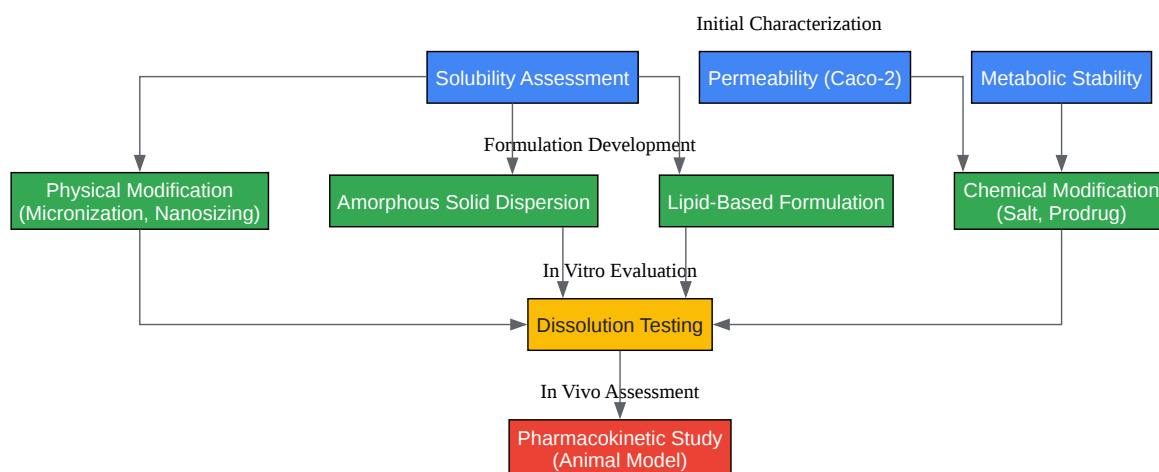 Initial Characterization
Solubility Assessment
Permeability (Caco-2)
Metabolic Stability
Formulation Development
Physical Modification
(Micronization, Nanosizing)
Amorphous Solid Dispersion
Lipid-Based Formulation
Chemical Modification
(Salt, Prodrug)
In Vitro Evaluation
Dissolution Testing
In Vivo Assessment
Pharmacokinetic Study
(Animal Model)